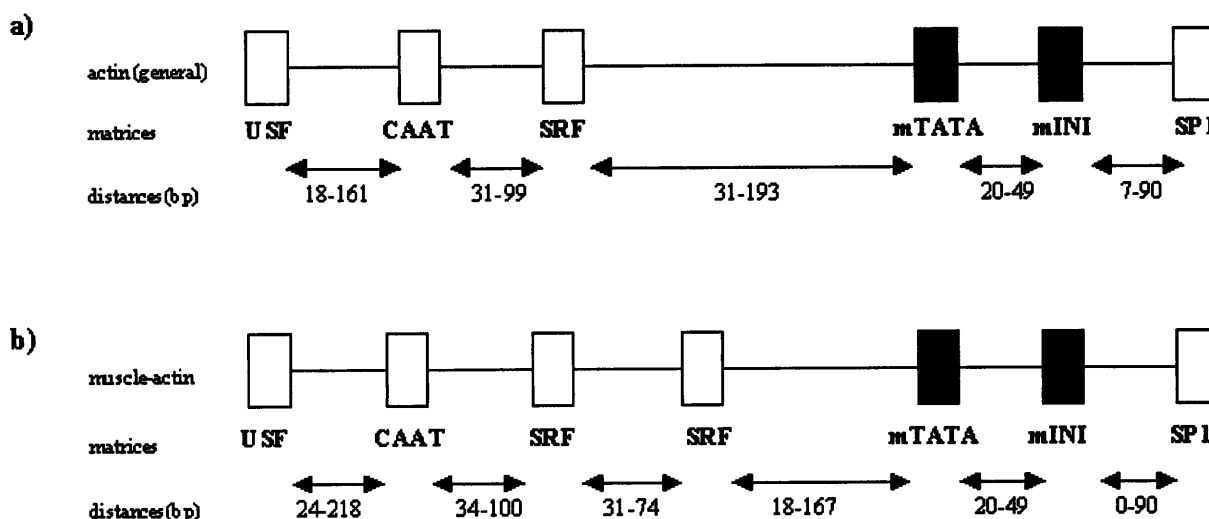 a)
actin (general)
matrices USF CAAT SRF mTATA mINI SP1
distances(bp) 18-161 31-99 31-193 20-49 7-90
b)
muscle-actin
matrices USF CAAT SRF SRF mTATA mINI SP1
distances(bp) 24-218 34-100 31-74 18-167 20-49 0-90